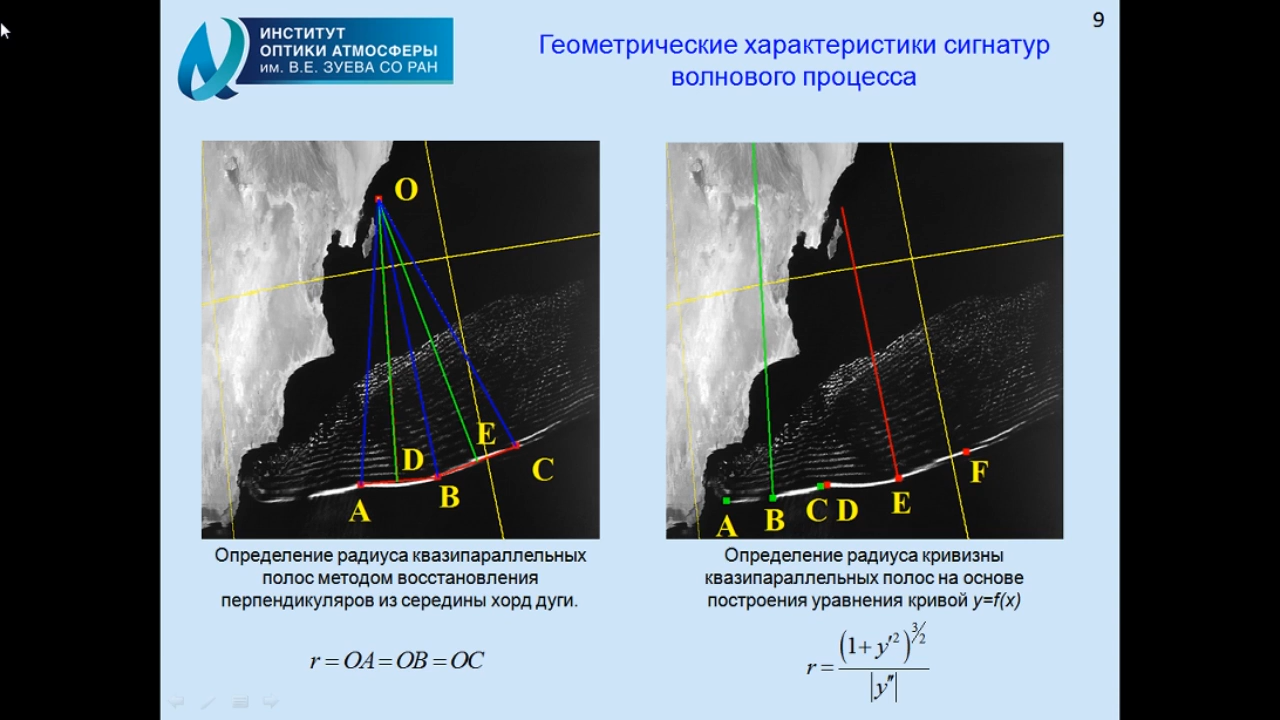 9
ИНСТИТУТ
ОПТИКИ АТМОСФЕРЫ
им. В.Е. ЗУЕВА СО РАН
Геометрические характеристики сигнатур
волнового процесса
O
E
D
C
B
A
F
E
C D
B
A
Определение радиуса квазипараллельных
полос методом восстановления
перпендикуляров из середины хорд дуги.
r = OA = OB = OC
Определение радиуса кривизны
квазипараллельных полос на основе
построения уравнения кривой y=f(x)
r = (1 + y′²)^3/2 / |y″|